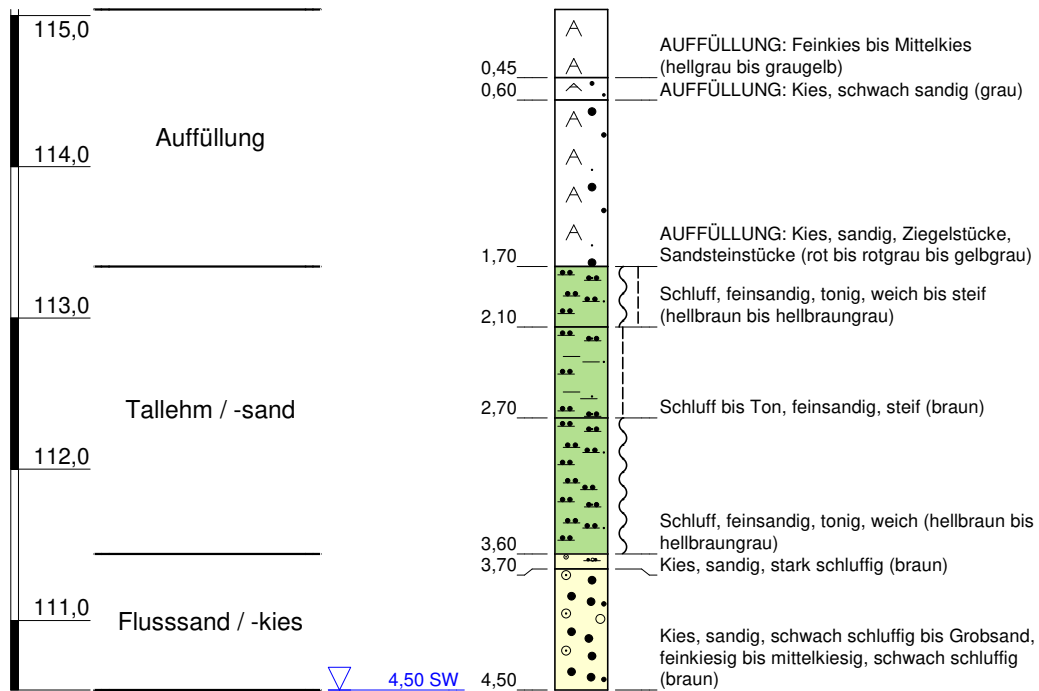 115,0
AUFFÜLLUNG: Feinkies bis Mittelkies
(hellgrau bis graugelb)
0,45
0,60
AUFFÜLLUNG: Kies, schwach sandig (grau)
Auffüllung
114,0
AUFFÜLLUNG: Kies, sandig, Ziegelstücke,
Sandsteinstücke (rot bis rotgrau bis gelbgrau)
1,70
Schluff, feinsandig, tonig, weich bis steif
(hellbraun bis hellbraungrau)
113,0
2,10
Tallehm / -sand
2,70
Schluff bis Ton, feinsandig, steif (braun)
112,0
Schluff, feinsandig, tonig, weich (hellbraun bis
hellbraungrau)
3,60
3,70
Kies, sandig, stark schluffig (braun)
111,0
Flusssand / -kies
Kies, sandig, schwach schluffig bis Grobsand,
feinkiesig bis mittelkiesig, schwach schluffig
(braun)
4,50 SW
4,50